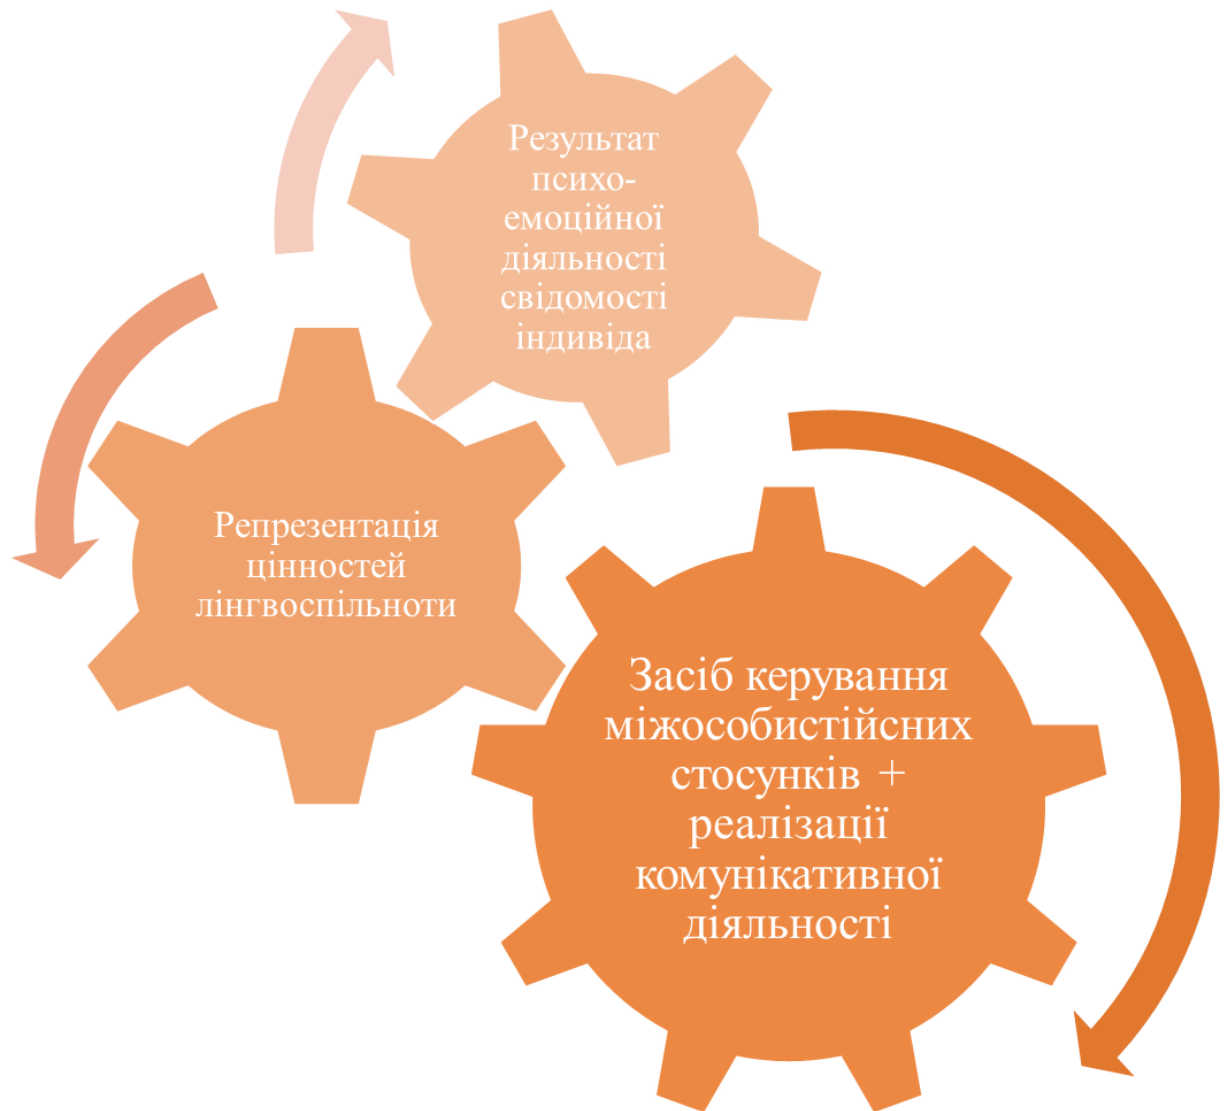 Результат
психо-
емоційної
діяльності
свідомості
індивіда
Репрезентація
цінностей
лінгвоспільноти
Засіб керування
міжособистійсних
стосунків +
реалізації
комунікативної
діяльності